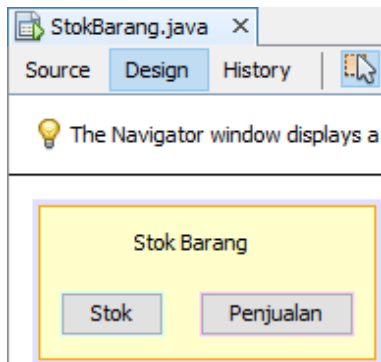 StokBarang.java X
Source Design History
The Navigator window displays a
Stok Barang
Stok Penjualan